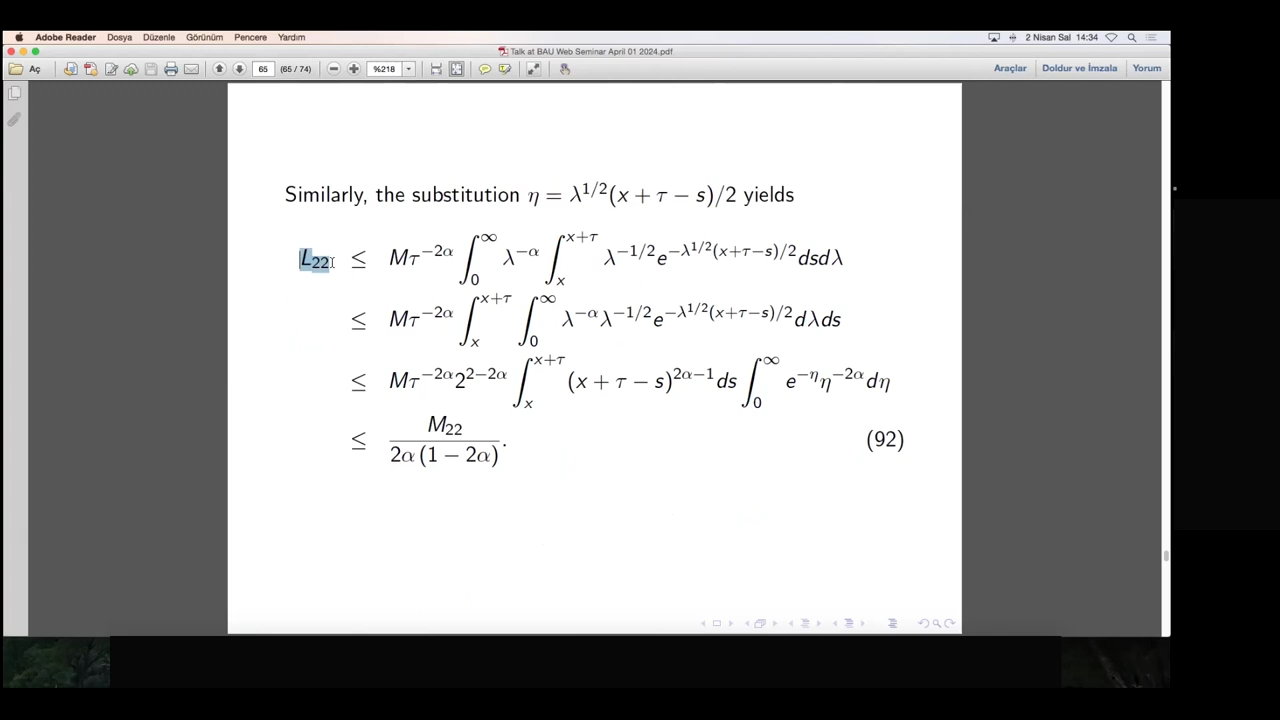 Adobe Reader Dosya Düzenle Görünüm Pencere Yardım 2 Nisan Sal 14:34
Talk at BAU Web Seminar April 01 2024.pdf
Aç 65 (65 / 74) %218 Araçlar Doldur ve İmzala Yorum
Similarly, the substitution η = λ^{1/2}(x + τ − s)/2 yields
L_{22} ≤ Mτ^{−2α} ∫_0^∞ λ^{−α} ∫_x^{x+τ} λ^{−1/2} e^{−λ^{1/2}(x+τ−s)/2} dsdλ
≤ Mτ^{−2α} ∫_x^{x+τ} ∫_0^∞ λ^{−α} λ^{−1/2} e^{−λ^{1/2}(x+τ−s)/2} dλds
≤ Mτ^{−2α} 2^{2−2α} ∫_x^{x+τ} (x + τ − s)^{2α−1} ds ∫_0^∞ e^{−η} η^{−2α} dη
≤ \frac{M_{22}}{2α (1 − 2α)}. (92)